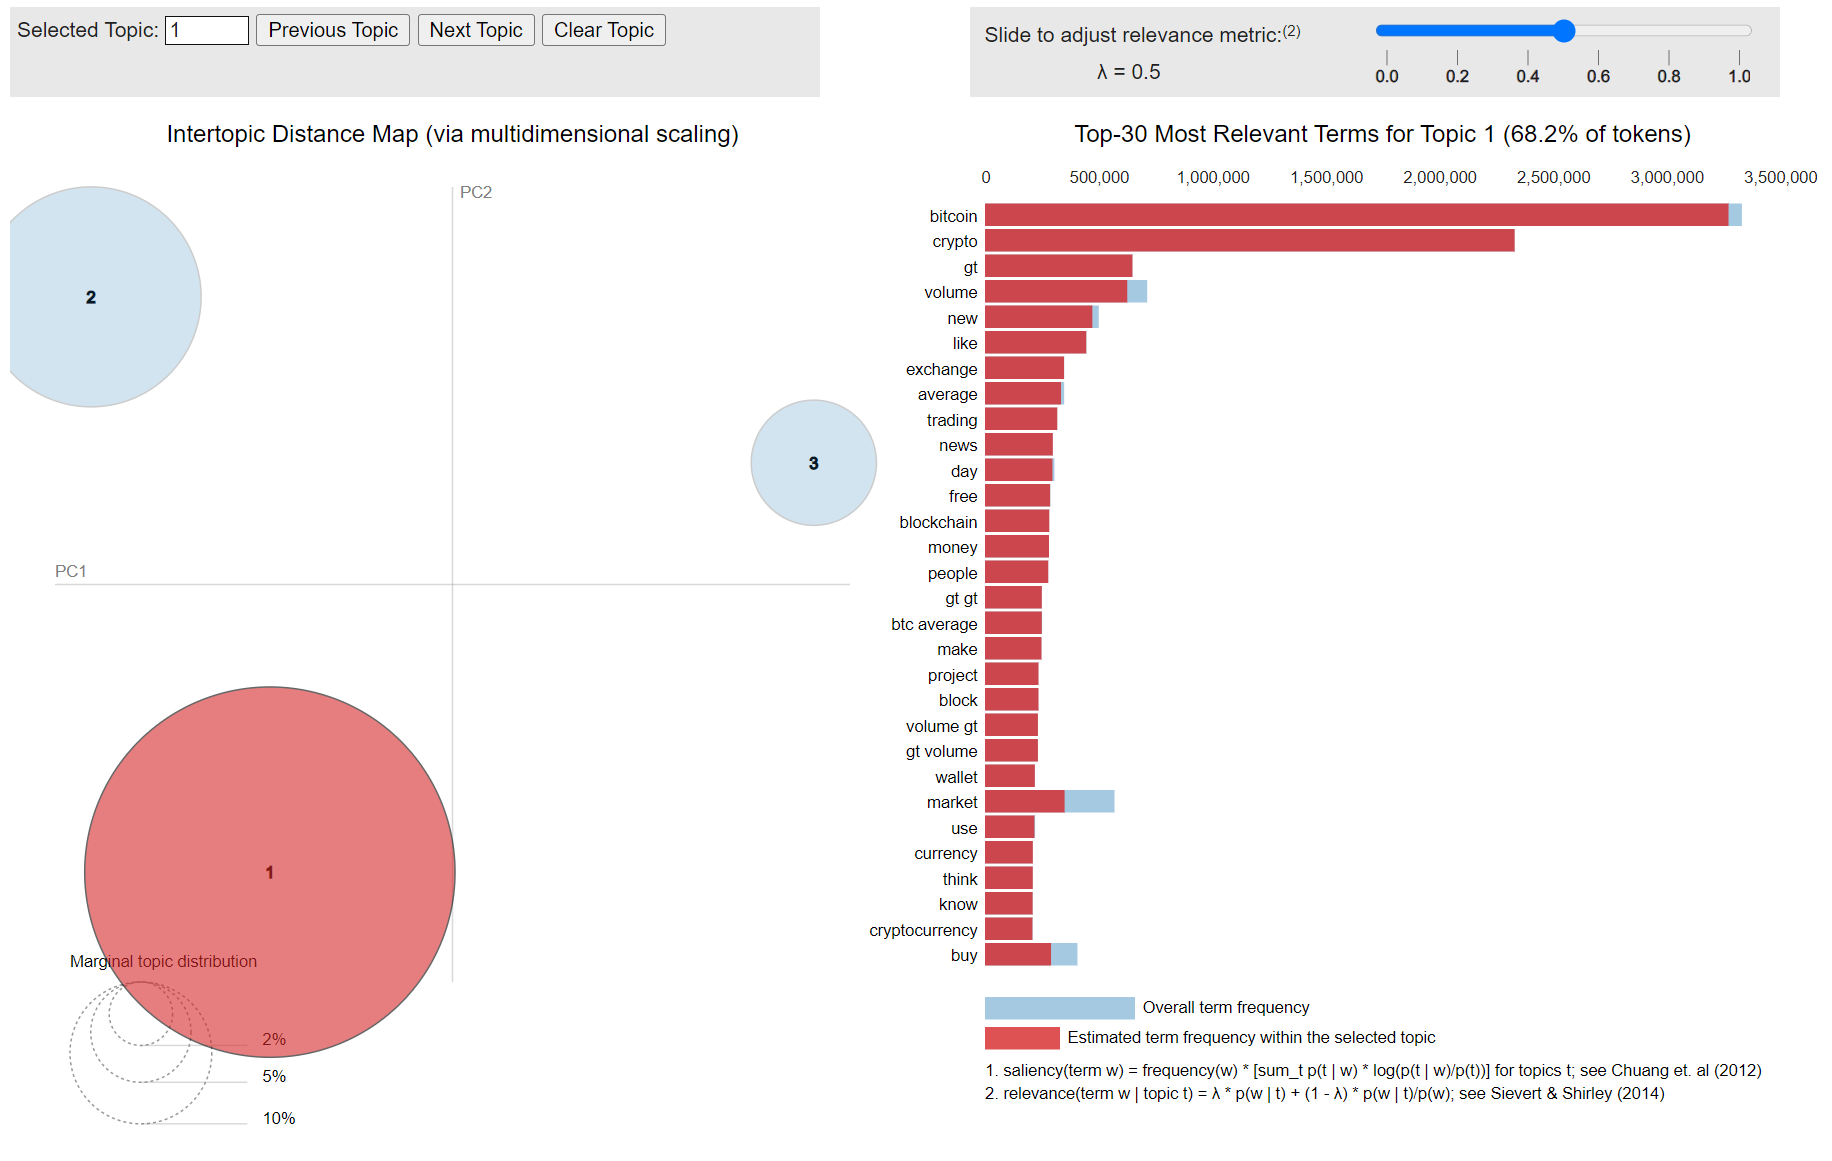 Selected Topic: 1 Previous Topic Next Topic Clear Topic
Slide to adjust relevance metric:(2)
λ = 0.5
0.0 0.2 0.4 0.6 0.8 1.0
Intertopic Distance Map (via multidimensional scaling)
PC2
2
3
PC1
1
Marginal topic distribution
2%
5%
10%
Top-30 Most Relevant Terms for Topic 1 (68.2% of tokens)
0 500,000 1,000,000 1,500,000 2,000,000 2,500,000 3,000,000 3,500,000
bitcoin
crypto
gt
volume
new
like
exchange
average
trading
news
day
free
blockchain
money
people
gt gt
btc average
make
project
block
volume gt
gt volume
wallet
market
use
currency
think
know
cryptocurrency
buy
Overall term frequency
Estimated term frequency within the selected topic
1. saliency(term w) = frequency(w) * [sum_t p(t | w) * log(p(t | w)/p(t))] for topics t; see Chuang et. al (2012)
2. relevance(term w | topic t) = λ * p(w | t) + (1 - λ) * p(w | t)/p(w); see Sievert & Shirley (2014)